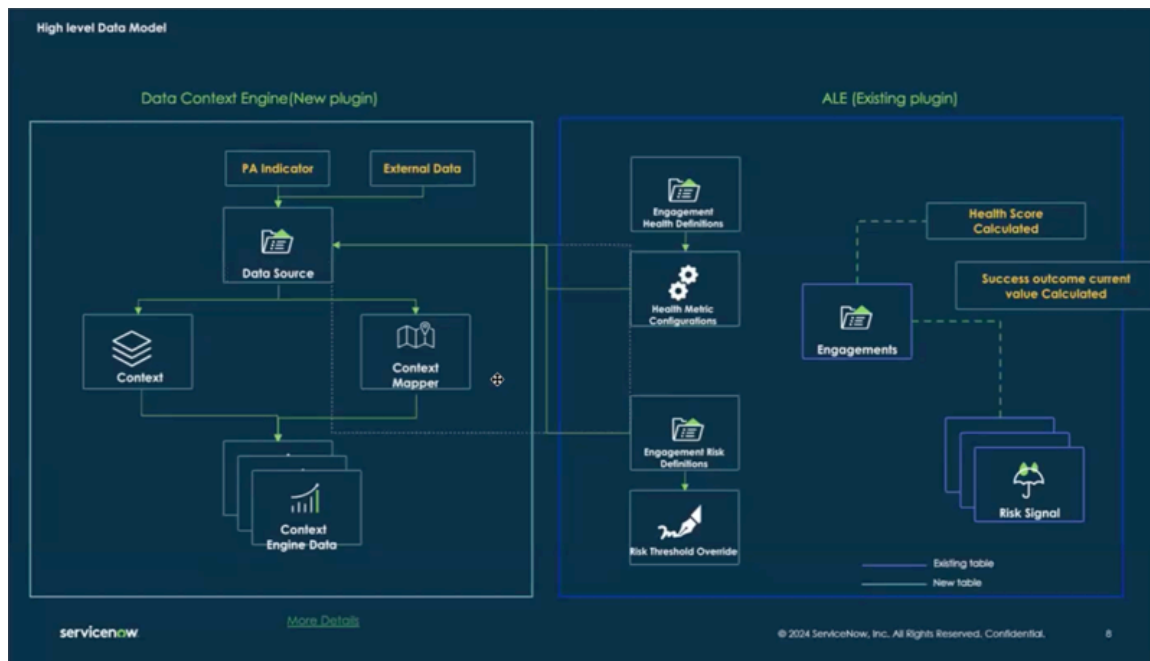 High level Data Model
Data Context Engine(New plugin)
ALE (Existing plugin)
PA Indicator
External Data
Data Source
Context
Context
Mapper
Context
Engine Data
Engagement
Health Definitions
Health Metric
Configurations
Engagement Risk
Definitions
Risk Threshold Override
Health Score
Calculated
Success outcome current
value Calculated
Engagements
Risk Signal
Existing table
New table
More Details
servicenow
© 2024 ServiceNow, Inc. All Rights Reserved. Confidential.
8